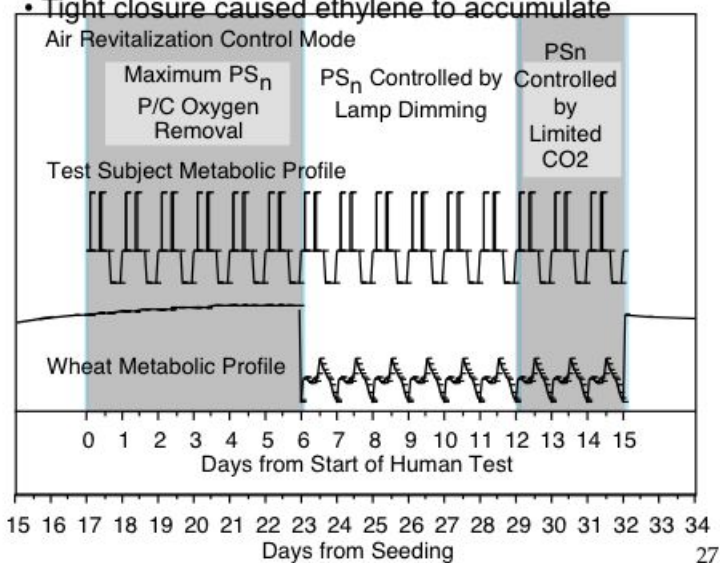 • Tight closure caused ethylene to accumulate
Air Revitalization Control Mode
Maximum PSn
P/C Oxygen
Removal
PSn Controlled by
Lamp Dimming
PSn
Controlled
by
Limited
CO2
Test Subject Metabolic Profile
Wheat Metabolic Profile
0 1 2 3 4 5 6 7 8 9 10 11 12 13 14 15
Days from Start of Human Test
15 16 17 18 19 20 21 22 23 24 25 26 27 28 29 30 31 32 33 34
Days from Seeding
27